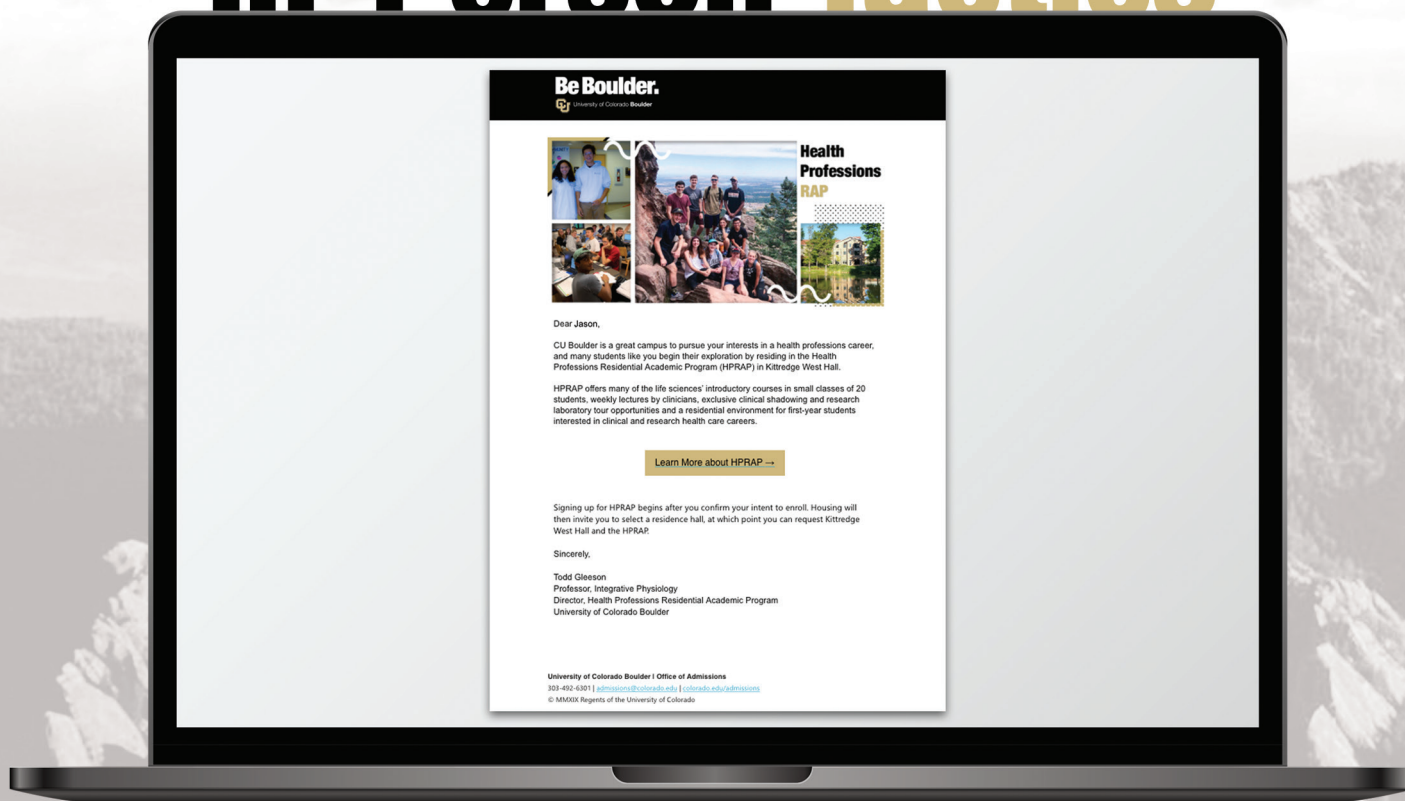 In-Person Tactics
Be Boulder.
CU University of Colorado Boulder
Health
Professions
RAP
Dear Jason,
CU Boulder is a great campus to pursue your interests in a health professions career,
and many students like you begin their exploration by residing in the Health
Professions Residential Academic Program (HPRAP) in Kittredge West Hall.
HPRAP offers many of the life sciences' introductory courses in small classes of 20
students, weekly lectures by clinicians, exclusive clinical shadowing and research
laboratory tour opportunities and a residential environment for first-year students
interested in clinical and research health care careers.
Learn More about HPRAP →
Signing up for HPRAP begins after you confirm your intent to enroll. Housing will
then invite you to select a residence hall, at which point you can request Kittredge
West Hall and the HPRAP.
Sincerely,
Todd Gleeson
Professor, Integrative Physiology
Director, Health Professions Residential Academic Program
University of Colorado Boulder
University of Colorado Boulder | Office of Admissions
303-492-6301 | admissions@colorado.edu | colorado.edu/admissions
© MMXIX Regents of the University of Colorado